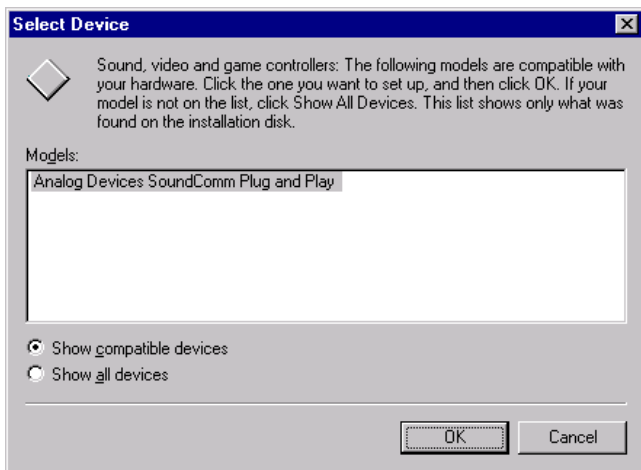 Select Device
Sound, video and game controllers: The following models are compatible with
your hardware. Click the one you want to set up, and then click OK. If your
model is not on the list, click Show All Devices. This list shows only what was
found on the installation disk.
Models:
Analog Devices SoundComm Plug and Play
Show compatible devices
Show all devices
OK
Cancel